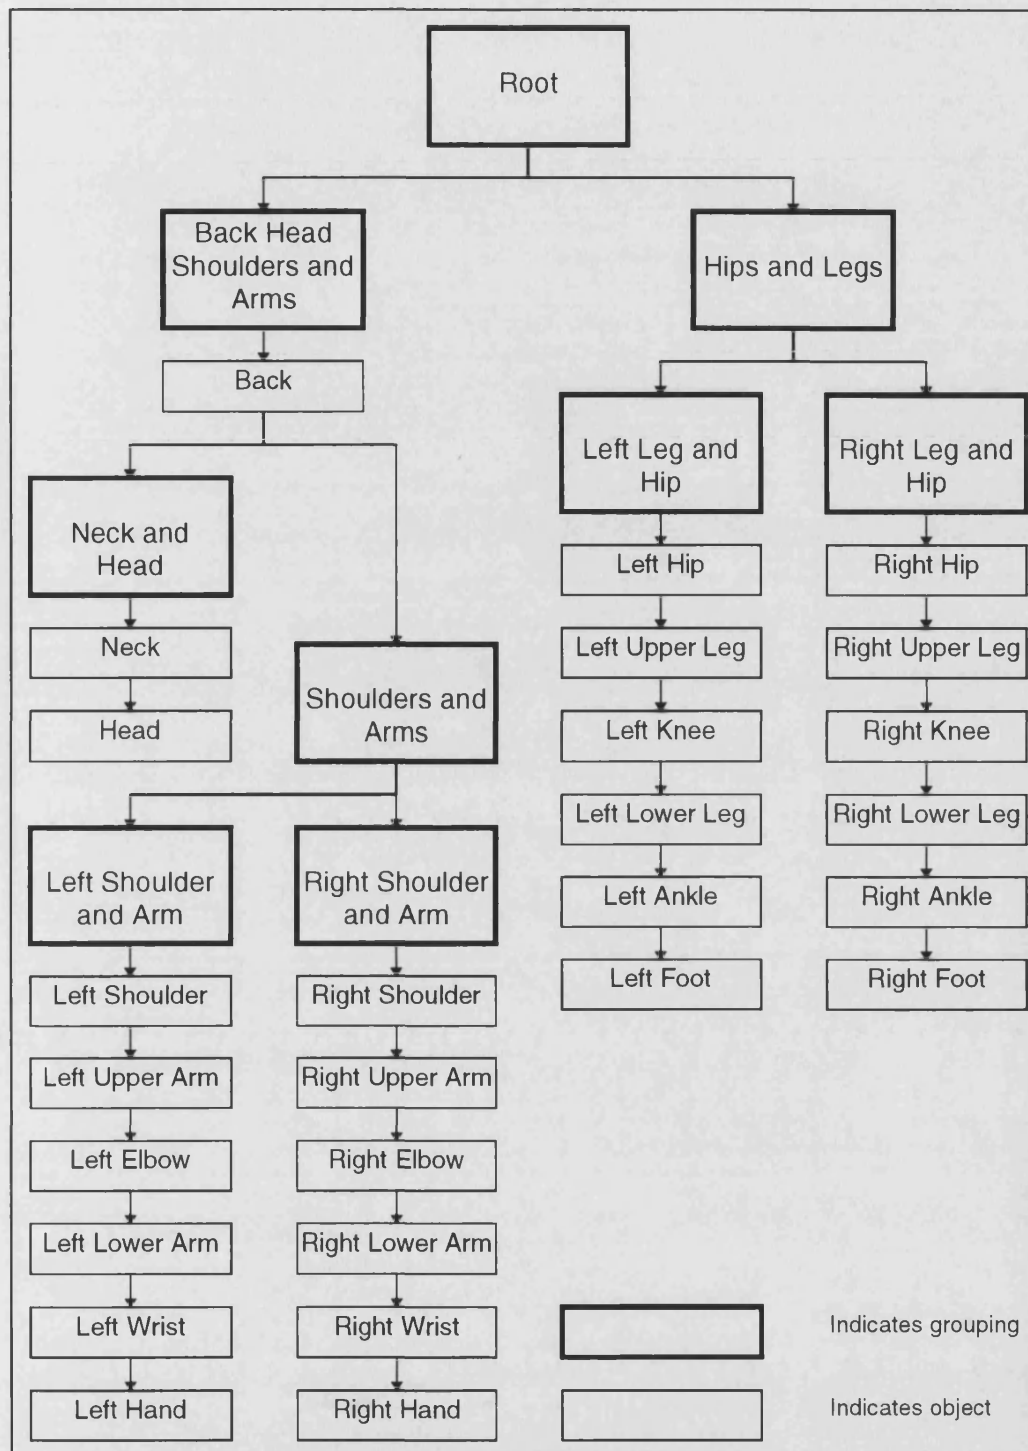 Root
Back Head
Shoulders and
Arms
Hips and Legs
Back
Left Leg and
Hip
Right Leg and
Hip
Neck and
Head
Left Hip
Right Hip
Neck
Left Upper Leg
Right Upper Leg
Shoulders and
Arms
Head
Left Knee
Right Knee
Left Lower Leg
Right Lower Leg
Left Shoulder
and Arm
Right Shoulder
and Arm
Left Ankle
Right Ankle
Left Foot
Right Foot
Left Shoulder
Right Shoulder
Left Upper Arm
Right Upper Arm
Left Elbow
Right Elbow
Left Lower Arm
Right Lower Arm
Left Wrist
Right Wrist
Indicates grouping
Left Hand
Right Hand
Indicates object